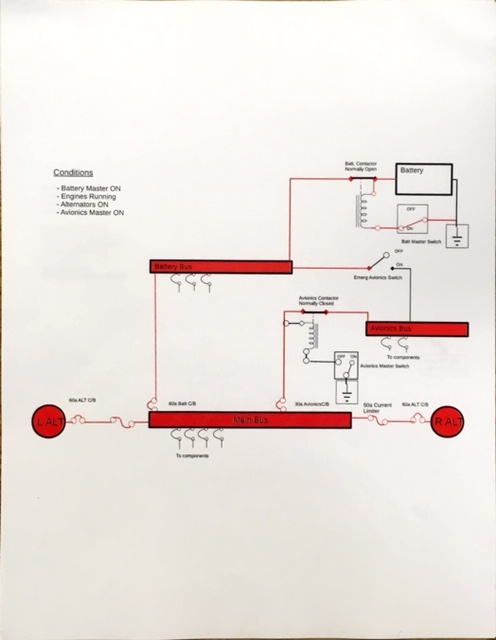 Conditions
- Battery Master ON
- Engines Running
- Alternators ON
- Avionics Master ON
Batt. Contactor
Normally Open
Battery
OFF
ON
Batt Master Switch
Battery Bus
OFF
ON
Emerg Avionics Switch
Avionics Contactor
Normally Closed
Avionics Bus
To components
OFF ON
Avionics Master Switch
60a ALT C/B
60a Batt C/B
30a AvionicsC/B
50a Current
Limiter
60a ALT C/B
L ALT
Main Bus
R ALT
To components